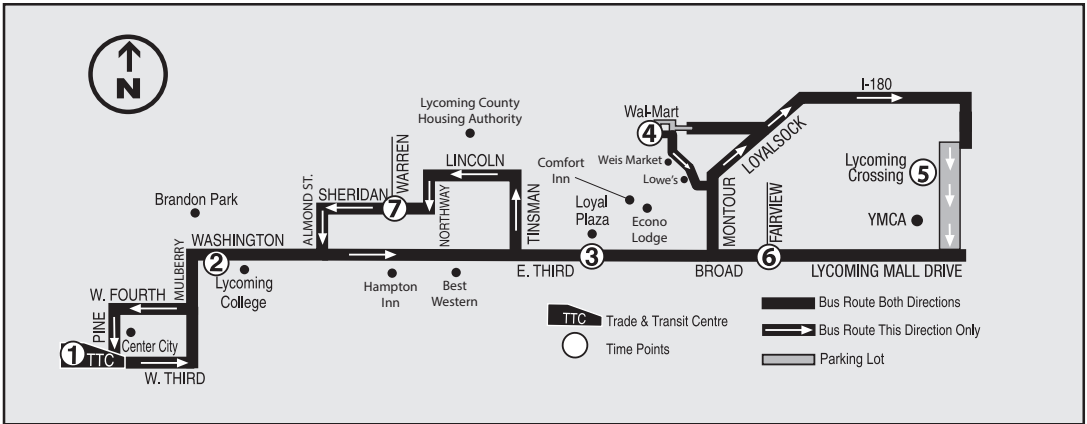 N
I-180
Wal-Mart
4
LOYALSOCK
Lycoming County
Housing Authority
WARREN
LINCOLN
Weis Market
Lowe's
Comfort
Inn
Lycoming
Crossing
5
Brandon Park
ALMOND ST.
SHERIDAN
7
NORTHWAY
TINSMAN
Loyal
Plaza
Econo
Lodge
MONTOUR
FAIRVIEW
YMCA
MULBERRY
WASHINGTON
2
Lycoming
College
Hampton
Inn
Best
Western
E. THIRD
3
BROAD
6
LYCOMING MALL DRIVE
W. FOURTH
PINE
Center City
1
TTC
W. THIRD
TTC
Trade & Transit Centre
Time Points
Bus Route Both Directions
Bus Route This Direction Only
Parking Lot